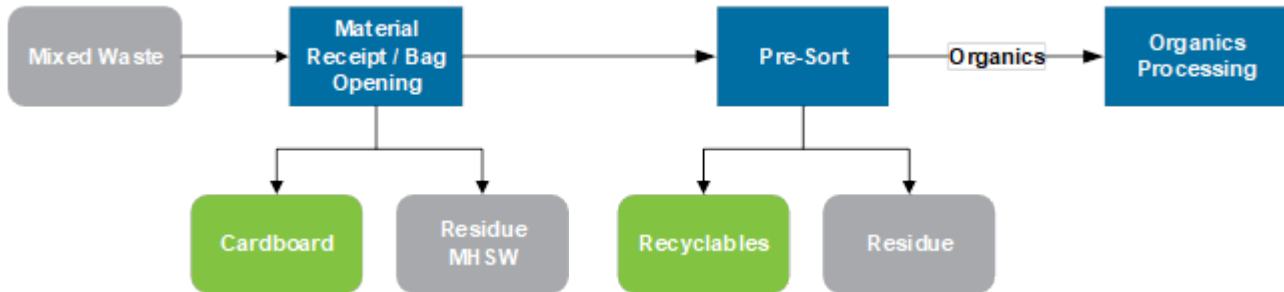 Mixed Waste
Material
Receipt / Bag
Opening
Pre-Sort
Organics
Organics
Processing
Cardboard
Residue
MHSW
Recyclables
Residue